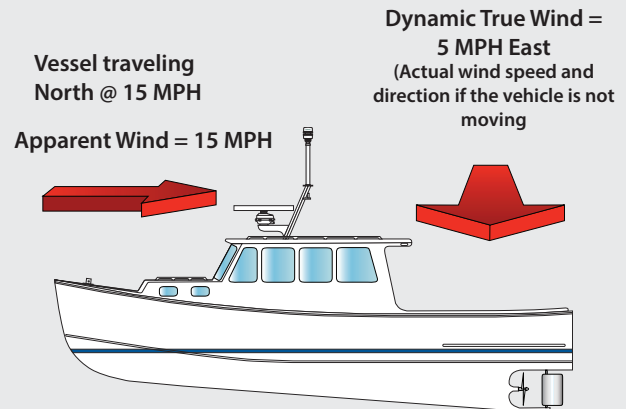 Vessel traveling
North @ 15 MPH
Apparent Wind = 15 MPH
Dynamic True Wind =
5 MPH East
(Actual wind speed and
direction if the vehicle is not
moving